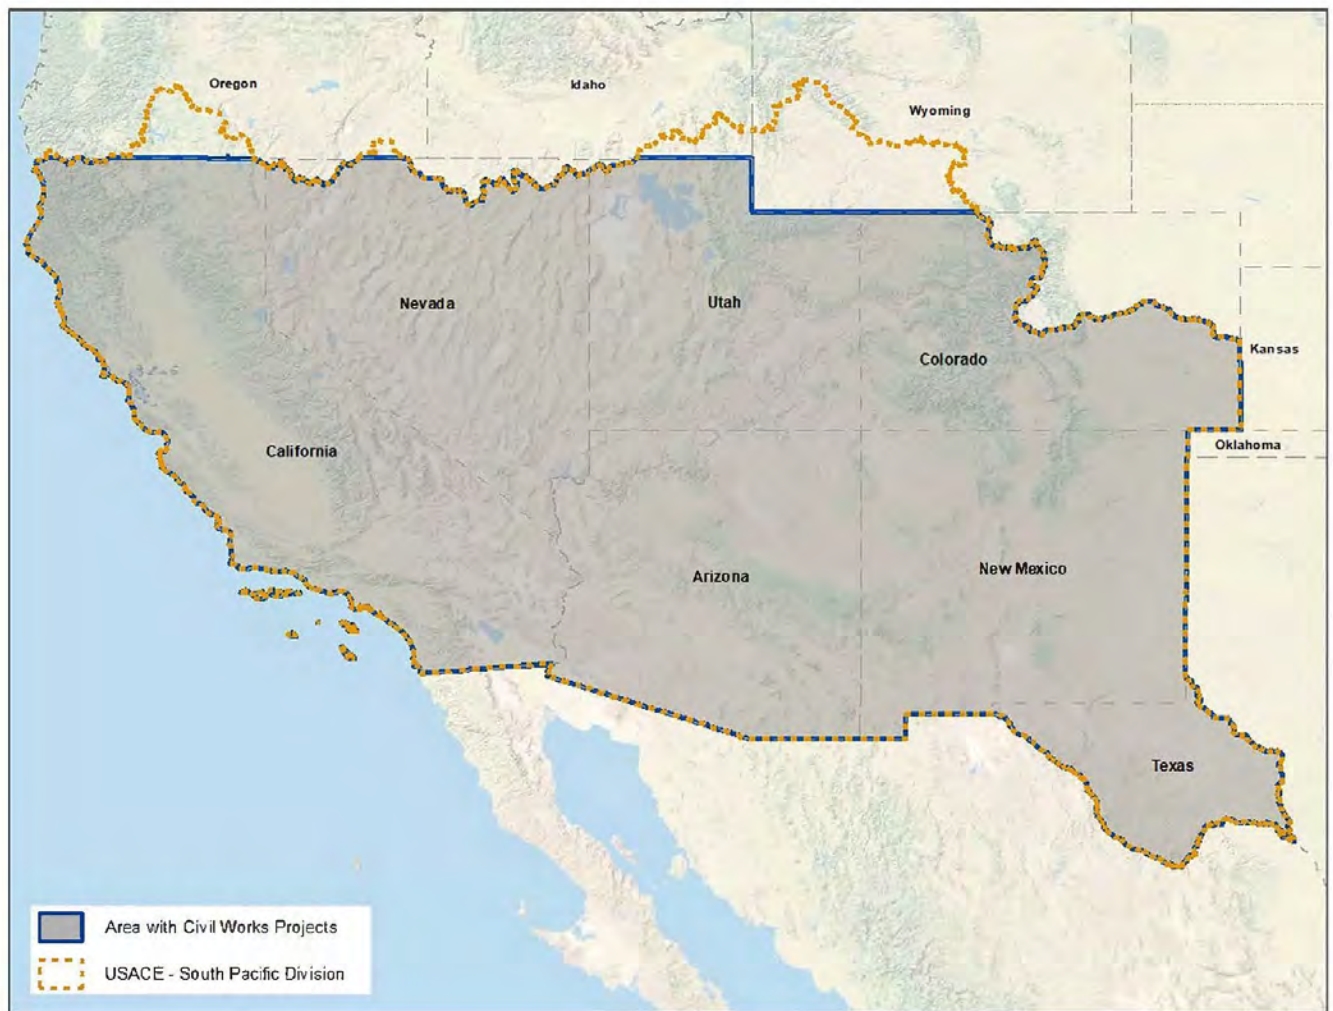 Oregon
Idaho
Wyoming
Nevada
Utah
Colorado
Kansas
California
Oklahoma
Arizona
New Mexico
Texas
Area with Civil Works Projects
USACE - South Pacific Division